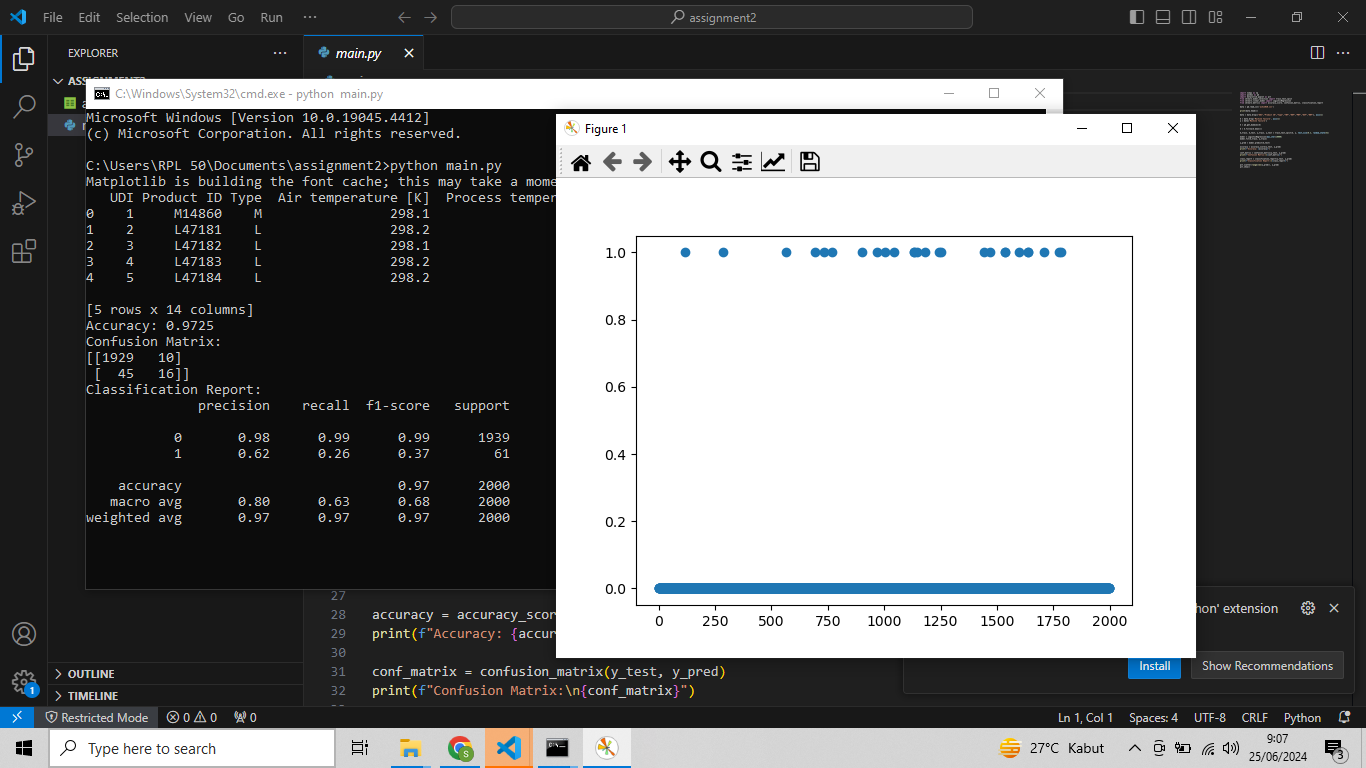 File Edit Selection View Go Run ··· assignment2
EXPLORER ···
main.py
C:\Windows\System32\cmd.exe - python main.py
Microsoft Windows [Version 10.0.19045.4412]
(c) Microsoft Corporation. All rights reserved.
C:\Users\RPL 50\Documents\assignment2>python main.py
Matplotlib is building the font cache; this may take a mome
UDI Product ID Type Air temperature [K] Process temper
0 1 M14860 M 298.1
1 2 L47181 L 298.2
2 3 L47182 L 298.1
3 4 L47183 L 298.2
4 5 L47184 L 298.2
[5 rows x 14 columns]
Accuracy: 0.9725
Confusion Matrix:
[[1929 10]
[ 45 16]]
Classification Report:
precision recall f1-score support
0 0.98 0.99 0.99 1939
1 0.62 0.26 0.37 61
accuracy 0.97 2000
macro avg 0.80 0.63 0.68 2000
weighted avg 0.97 0.97 0.97 2000
Figure 1
1.0
0.8
0.6
0.4
0.2
0.0
0 250 500 750 1000 1250 1500 1750 2000
27
28 accuracy = accuracy_scor
29 print(f"Accuracy: {accur
30
31 conf_matrix = confusion_matrix(y_test, y_pred)
32 print(f"Confusion Matrix:\n{conf_matrix}")
hon' extension
Install Show Recommendations
OUTLINE
TIMELINE
1
Restricted Mode 0 0 0 Ln 1, Col 1 Spaces: 4 UTF-8 CRLF Python
Type here to search
27°C Kabut
9:07
25/06/2024
3